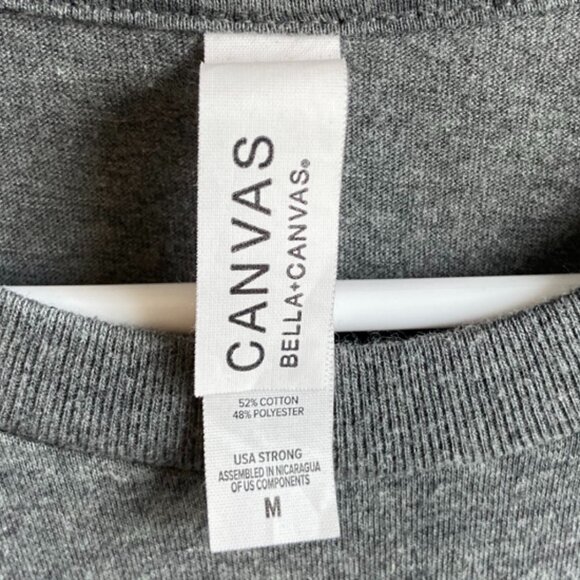 CANVAS
BELLA+CANVAS®
52% COTTON
48% POLYESTER
USA STRONG
ASSEMBLED IN NICARAGUA
OF US COMPONENTS
M